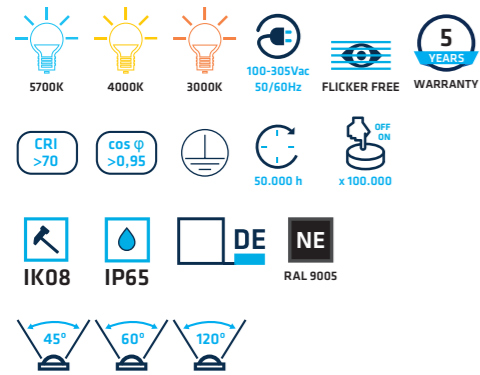 5700K
4000K
3000K
100-305Vac
50/60Hz
FLICKER FREE
5
YEARS
WARRANTY
CRI
>70
cos φ
>0,95
50.000 h
OFF
ON
x 100.000
IK08
IP65
DE
NE
RAL 9005
45°
60°
120°